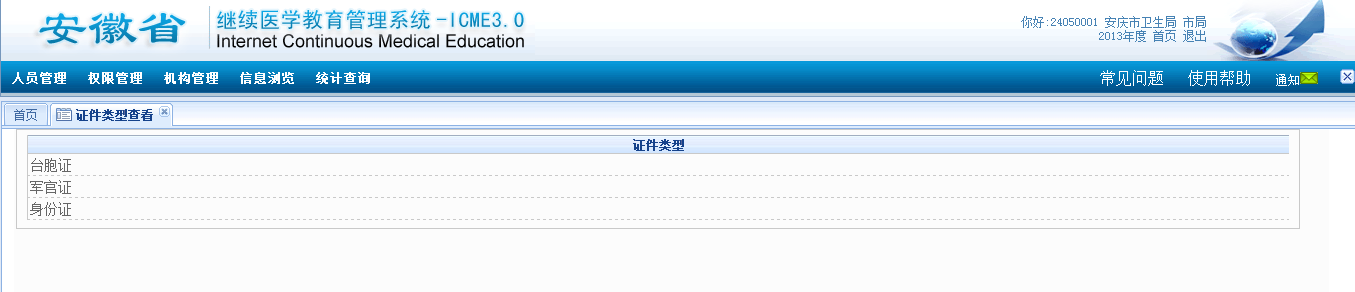 安徽省
继续医学教育管理系统-ICME3.0
Internet Continuous Medical Education
你好:24050001 安庆市卫生局 市局
2013年度 首页 退出
人员管理 权限管理 机构管理 信息浏览 统计查询 常见问题 使用帮助 通知
首页 证件类型查看
证件类型
台胞证
军官证
身份证